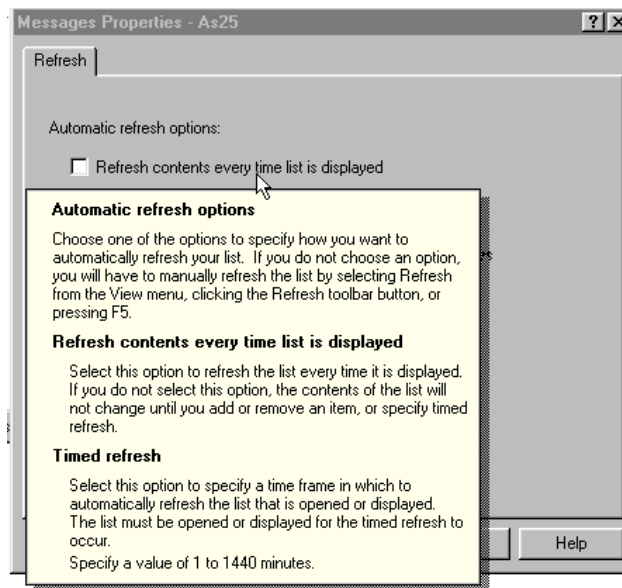 Messages Properties - As25
Refresh
Automatic refresh options:
Refresh contents every time list is displayed
Automatic refresh options
Choose one of the options to specify how you want to
automatically refresh your list. If you do not choose an option,
you will have to manually refresh the list by selecting Refresh
from the View menu, clicking the Refresh toolbar button, or
pressing F5.
Refresh contents every time list is displayed
Select this option to refresh the list every time it is displayed.
If you do not select this option, the contents of the list will
not change until you add or remove an item, or specify timed
refresh.
Timed refresh
Select this option to specify a time frame in which to
automatically refresh the list that is opened or displayed.
The list must be opened or displayed for the timed refresh to
occur.
Specify a value of 1 to 1440 minutes.
Help